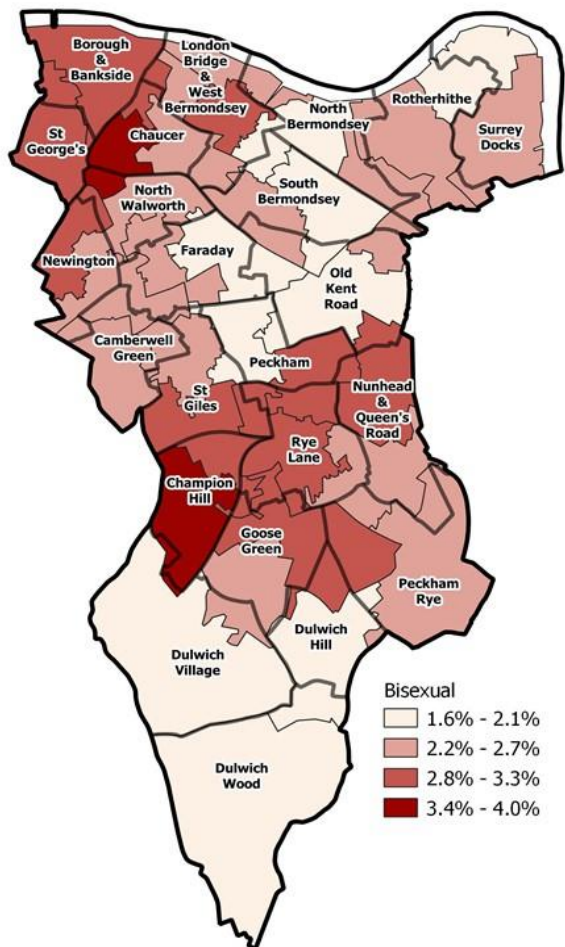 Borough
&
Bankside
London
Bridge
&
West
Bermondsey
North
Bermondsey
Rotherhithe
Surrey
Docks
St
George's
Chaucer
North
Walworth
South
Bermondsey
Newington
Faraday
Old
Kent
Road
Camberwell
Green
Peckham
St
Giles
Nunhead
&
Queen's
Road
Rye
Lane
Champion
Hill
Goose
Green
Peckham
Rye
Dulwich
Hill
Dulwich
Village
Dulwich
Wood
Bisexual
1.6% - 2.1%
2.2% - 2.7%
2.8% - 3.3%
3.4% - 4.0%